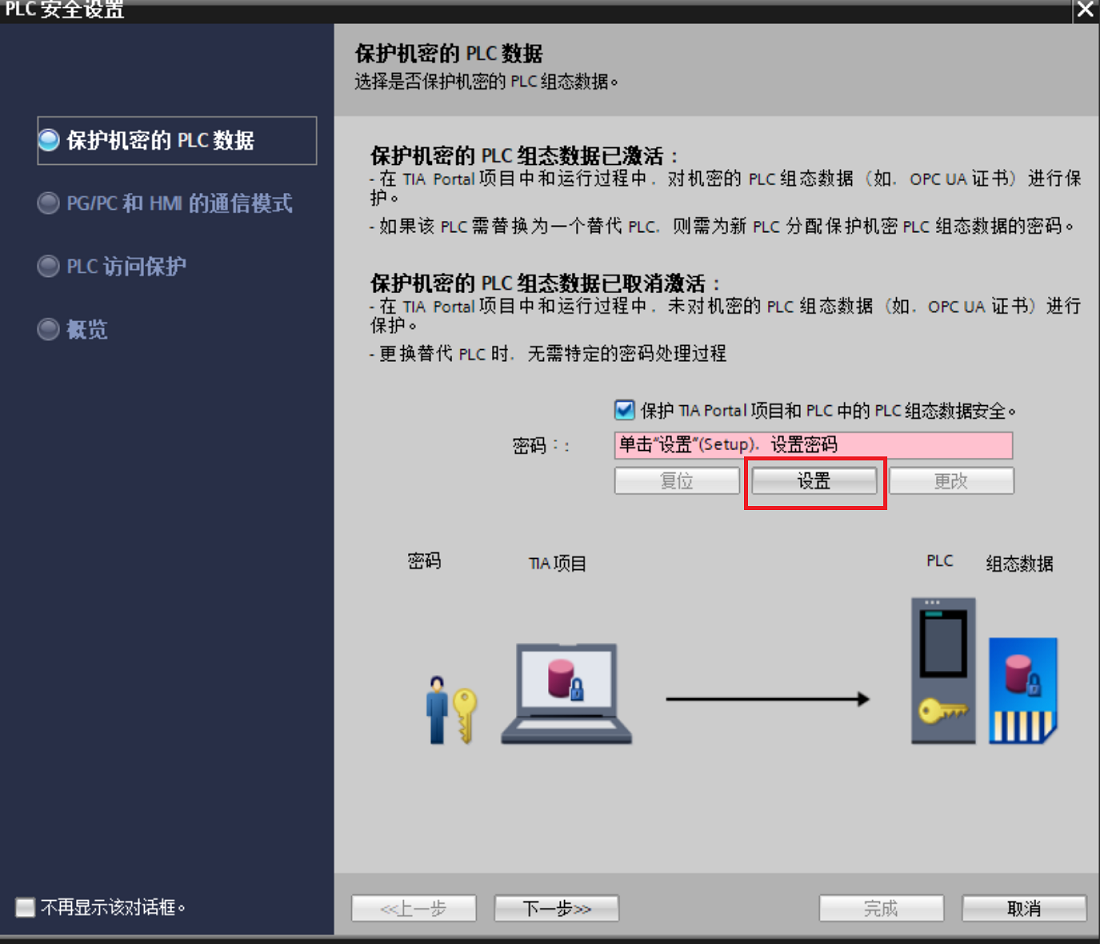 PLC 安全设置
保护机密的 PLC 数据
选择是否保护机密的 PLC 组态数据。
保护机密的 PLC 数据
PG/PC 和 HMI 的通信模式
PLC 访问保护
概览
保护机密的 PLC 组态数据已激活：
- 在 TIA Portal 项目中和运行过程中，对机密的 PLC 组态数据（如，OPC UA 证书）进行保
护。
- 如果该 PLC 需替换为一个替代 PLC，则需为新 PLC 分配保护机密 PLC 组态数据的密码。
保护机密的 PLC 组态数据已取消激活：
- 在 TIA Portal 项目中和运行过程中，未对机密的 PLC 组态数据（如，OPC UA 证书）进行
保护。
- 更换替代 PLC 时，无需特定的密码处理过程
保护 TIA Portal 项目和 PLC 中的 PLC 组态数据安全。
密码：:
单击“设置”(Setup)，设置密码
复位 设置 更改
密码 TIA 项目 PLC 组态数据
不再显示该对话框。
<<上一步 下一步>> 完成 取消